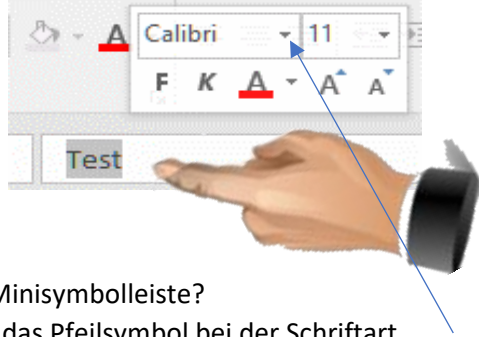 A Calibri 11
F K A A A
Test
Minisymbolleiste?
das Pfeilsymbol bei der Schriftart